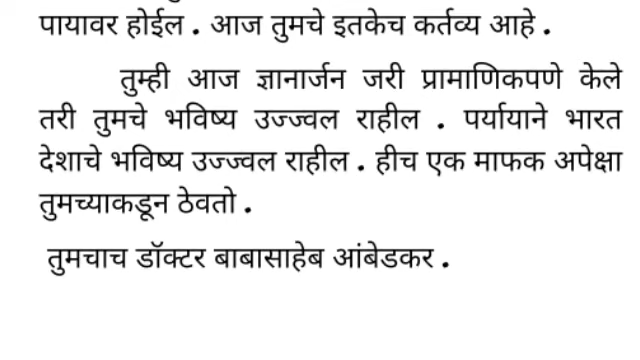 पायावर होईल . आज तुमचे इतकेच कर्तव्य आहे .
तुम्ही आज ज्ञानार्जन जरी प्रामाणिकपणे केले
तरी तुमचे भविष्य उज्ज्वल राहील . पर्यायाने भारत
देशाचे भविष्य उज्ज्वल राहील . हीच एक माफक अपेक्षा
तुमच्याकडून ठेवतो .
तुमचाच डॉक्टर बाबासाहेब आंबेडकर .